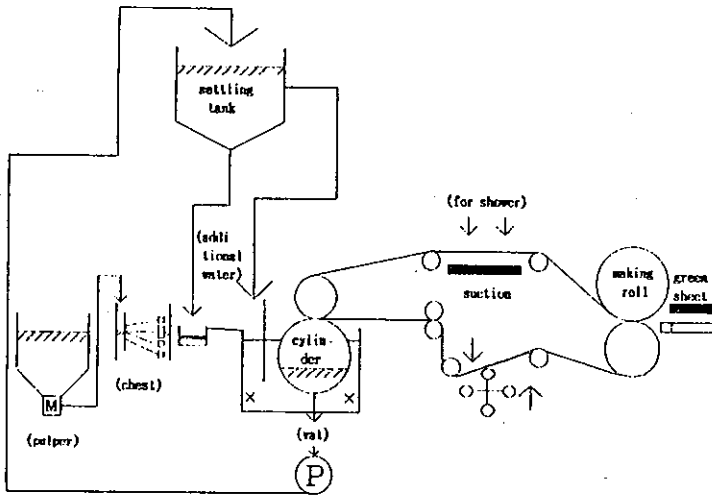 settling
tank
(for shower)
(addi
tional
water)
suction
making
roll
green
sheet
cylin-
der
(chest)
M
(pulper)
(vat)
P